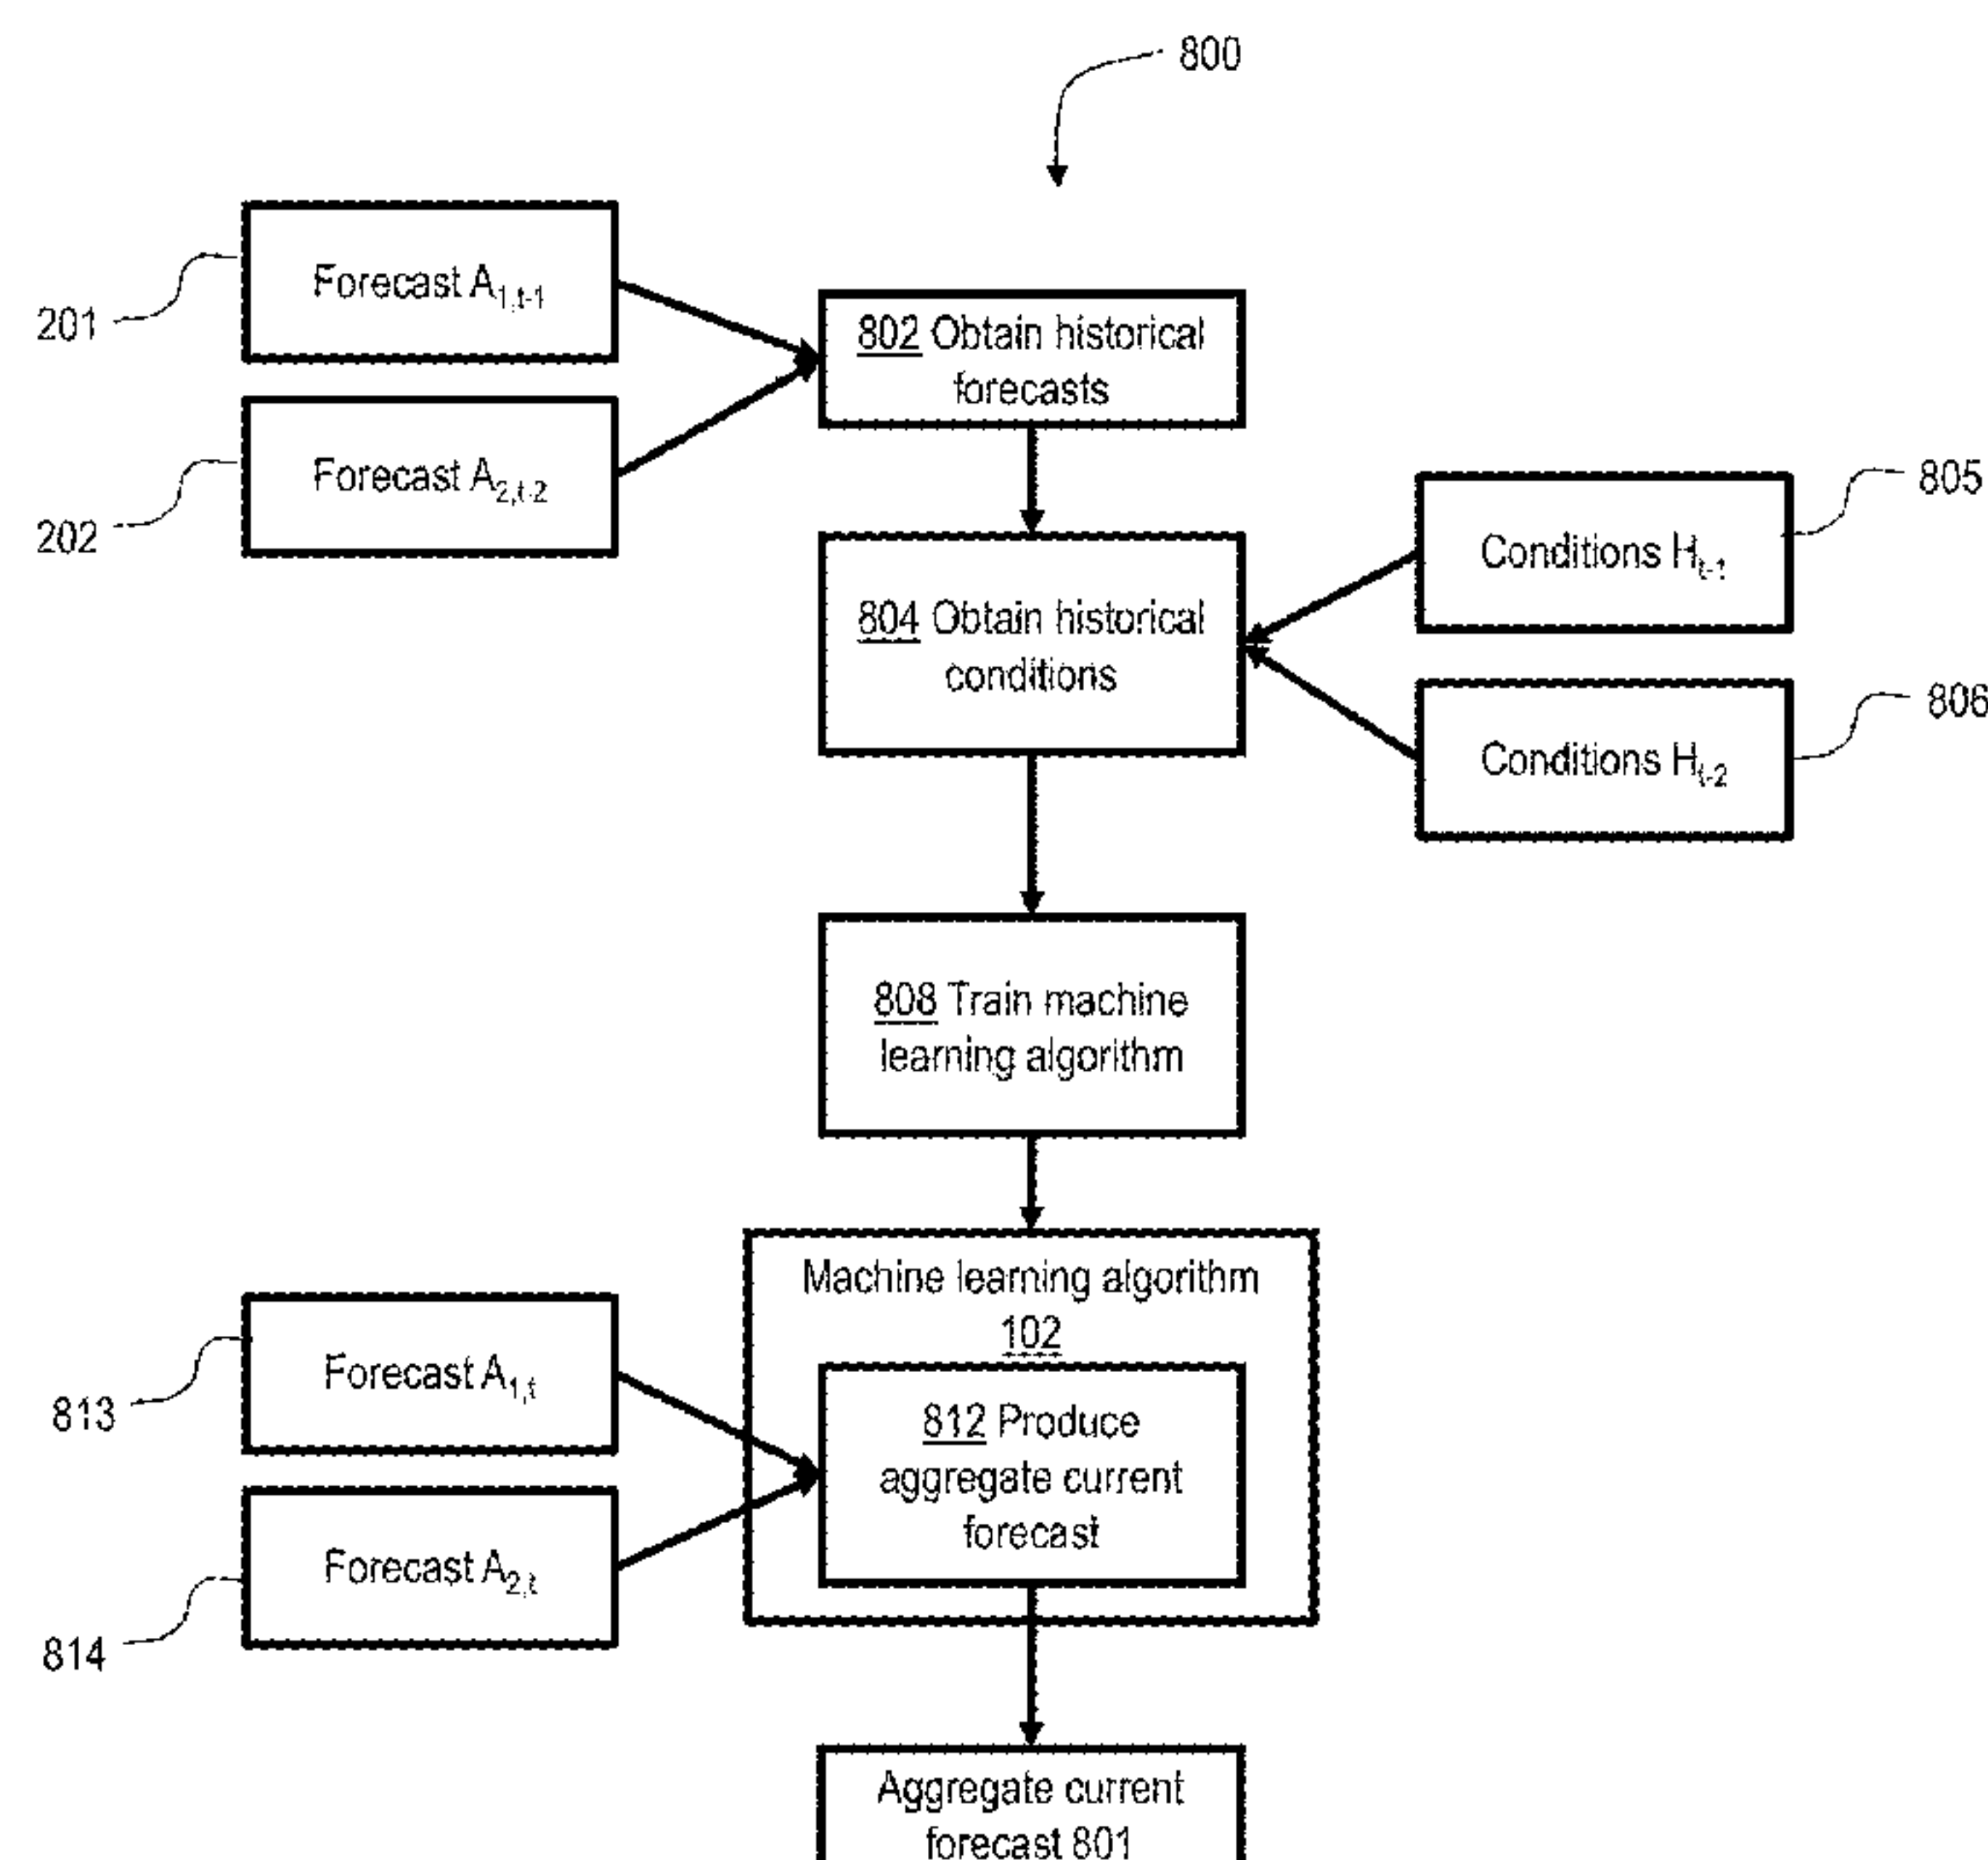 800
Forecast A1,t-1
201
802 Obtain historical
forecasts
Forecast A2,t-2
202
805
Conditions Ht-1
804 Obtain historical
conditions
806
Conditions Ht-2
808 Train machine
learning algorithm
Machine learning algorithm
102
Forecast A1,t
813
812 Produce
aggregate current
forecast
Forecast A2,t
814
Aggregate current
forecast 801